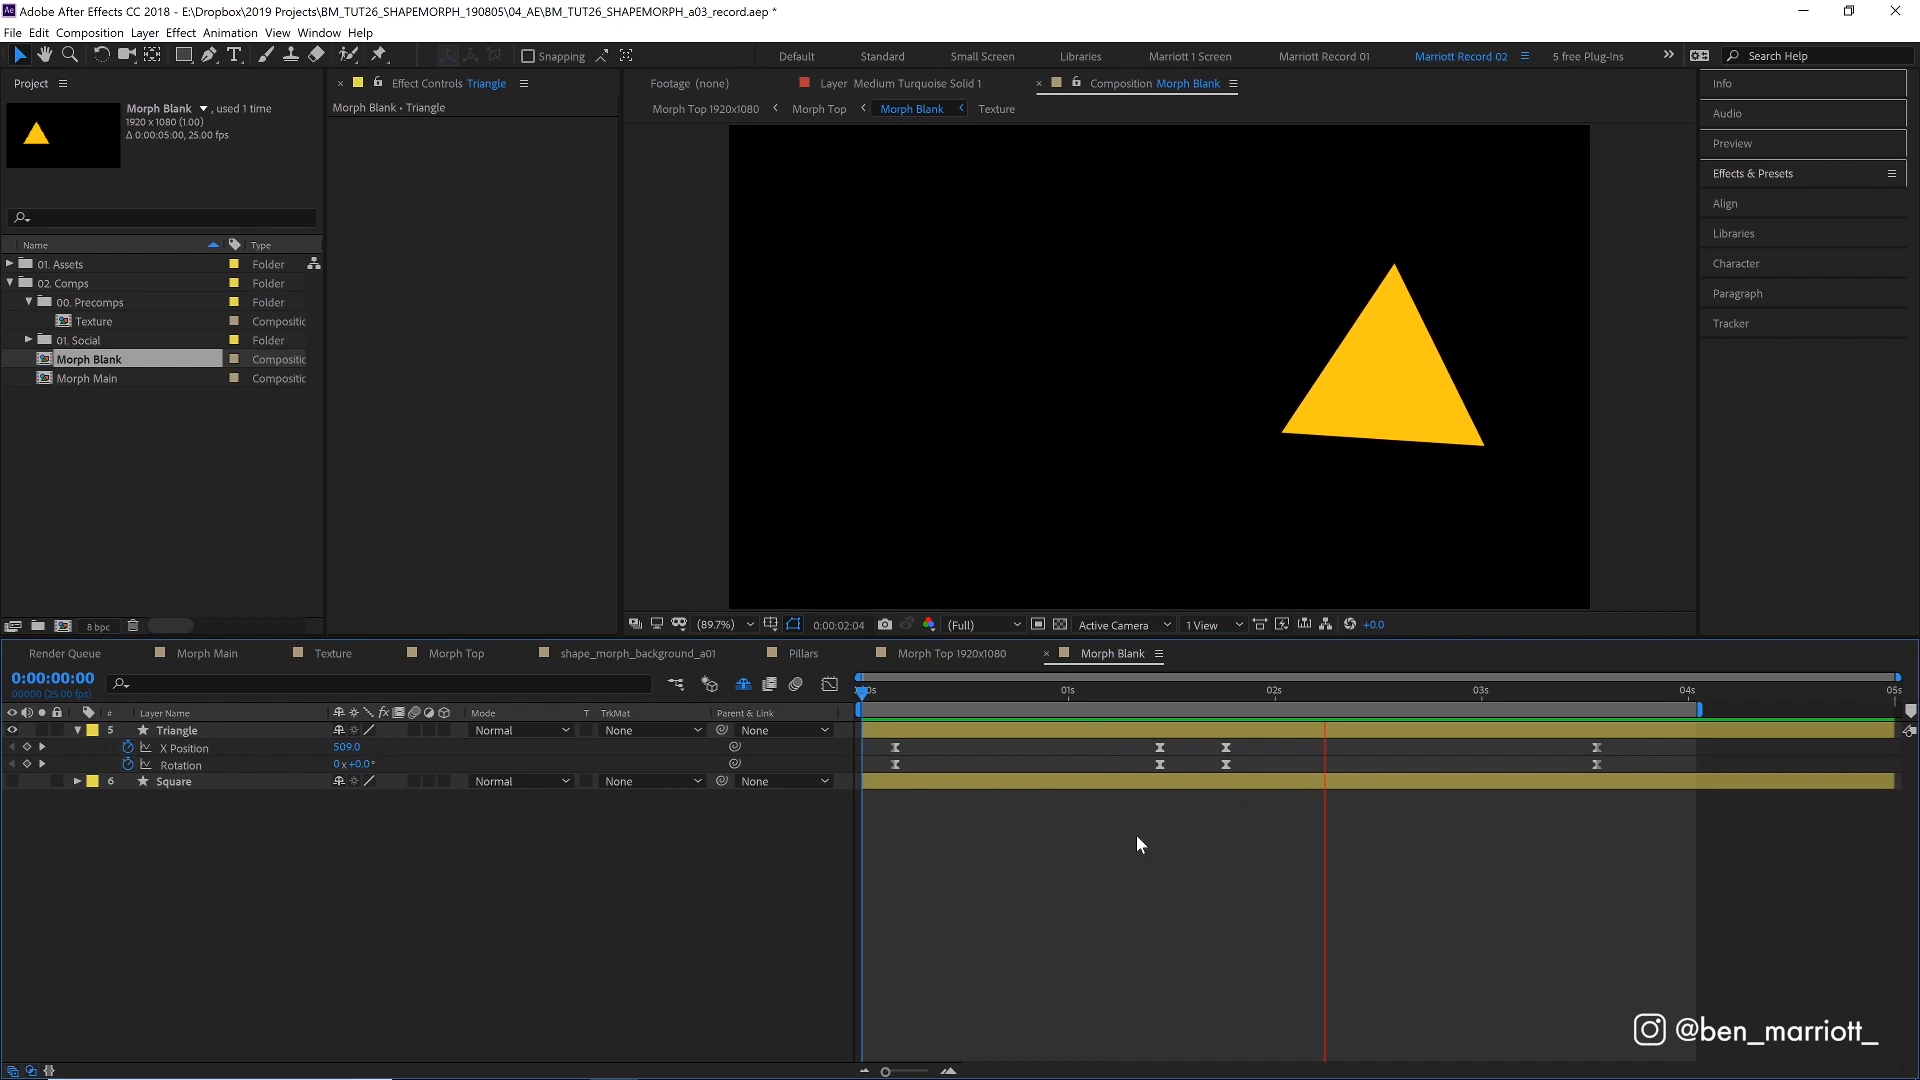 Adobe After Effects CC 2018 - E:\Dropbox\2019 Projects\BM_TUT26_SHAPEMORPH_190805\04_AE\BM_TUT26_SHAPEMORPH_a03_record.aep *
File Edit Composition Layer Effect Animation View Window Help
Snapping Default Standard Small Screen Libraries Marriott 1 Screen Marriott Record 01 Marriott Record 02 5 free Plug-Ins Search Help
Project
Morph Blank , used 1 time
1920 x 1080 (1.00)
Δ 0:00:05:00, 25.00 fps
Name Type
01. Assets Folder
02. Comps Folder
00. Precomps Folder
Texture Compositic
01. Social Folder
Morph Blank Compositic
Morph Main Compositic
8 bpc
Effect Controls Triangle
Morph Blank • Triangle
Footage (none) Layer Medium Turquoise Solid 1 Composition Morph Blank
Morph Top 1920x1080 Morph Top Morph Blank Texture
(89.7%) 0:00:02:04 (Full) Active Camera 1 View +0.0
Info
Audio
Preview
Effects & Presets
Align
Libraries
Character
Paragraph
Tracker
Render Queue Morph Main Texture Morph Top shape_morph_background_a01 Pillars Morph Top 1920x1080 Morph Blank
0:00:00:00
00000 (25.00 fps)
00s 01s 02s 03s 04s 05s
# Layer Name fx Mode T TrkMat Parent & Link
5 Triangle Normal None None
X Position 509.0
Rotation 0x+0.0°
6 Square Normal None None
@ben_marriott_